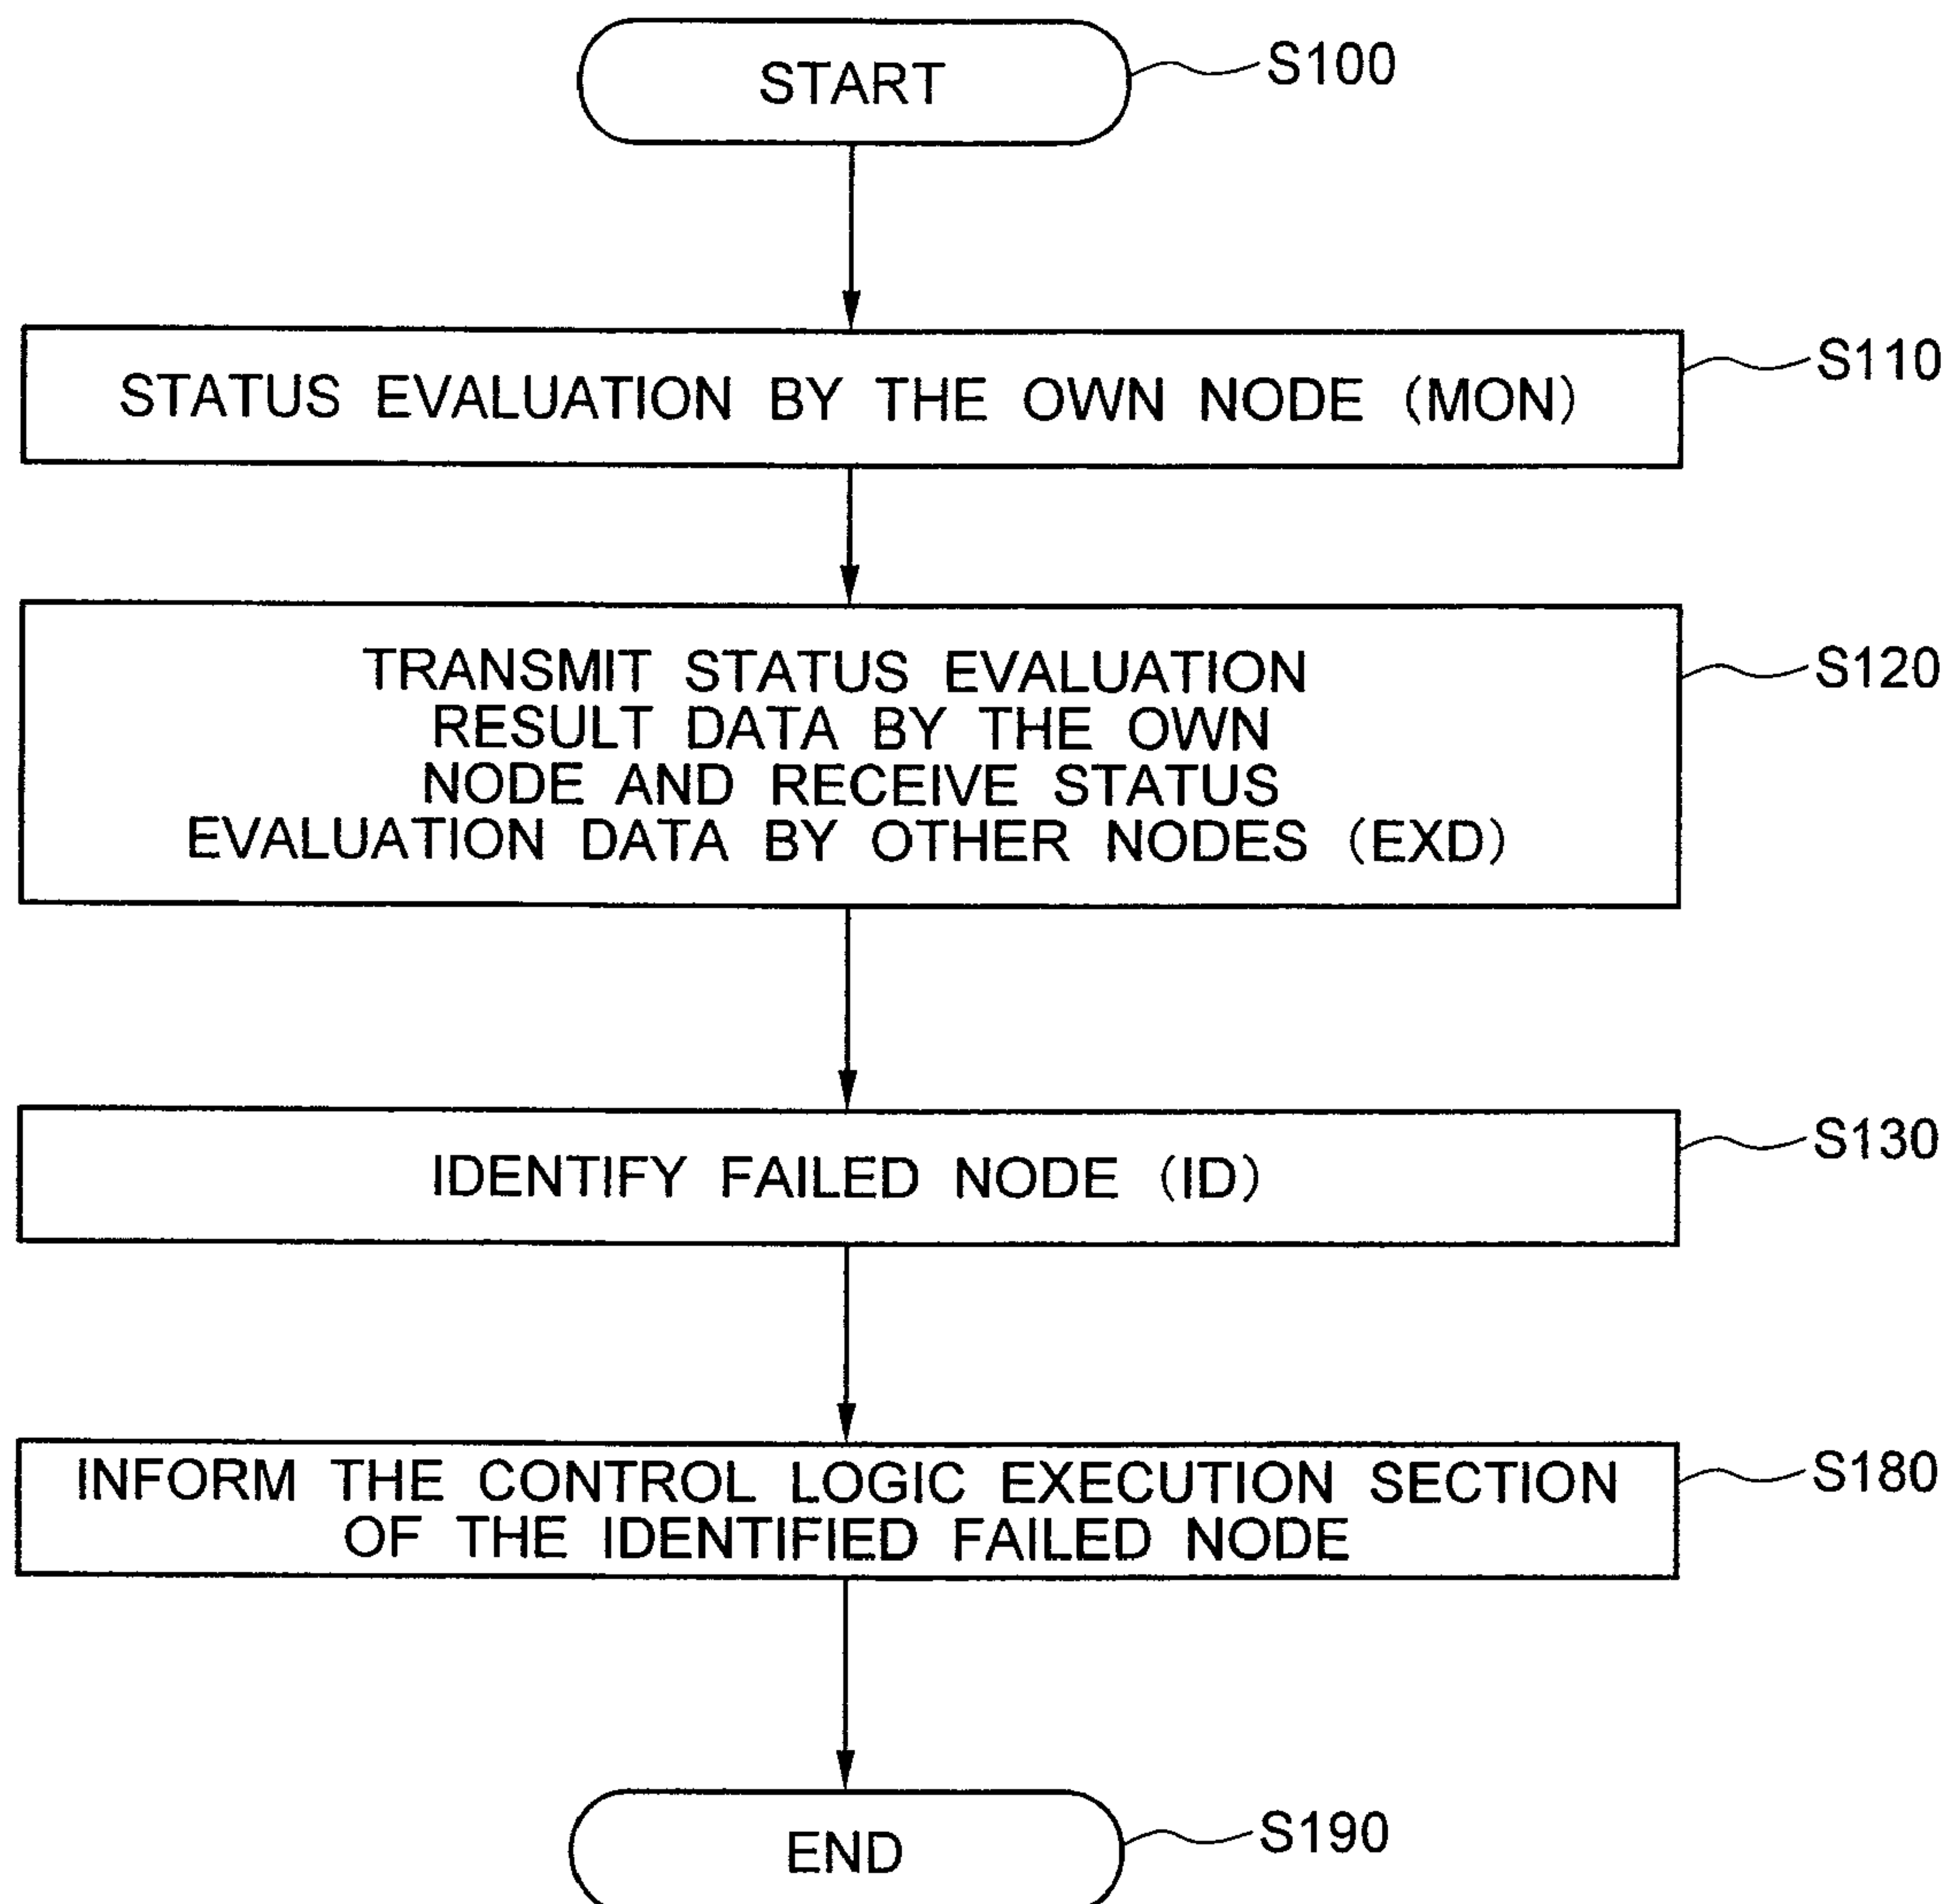 START
S100
STATUS EVALUATION BY THE OWN NODE (MON)
S110
TRANSMIT STATUS EVALUATION
RESULT DATA BY THE OWN
NODE AND RECEIVE STATUS
EVALUATION DATA BY OTHER NODES (EXD)
S120
IDENTIFY FAILED NODE (ID)
S130
INFORM THE CONTROL LOGIC EXECUTION SECTION
OF THE IDENTIFIED FAILED NODE
S180
END
S190